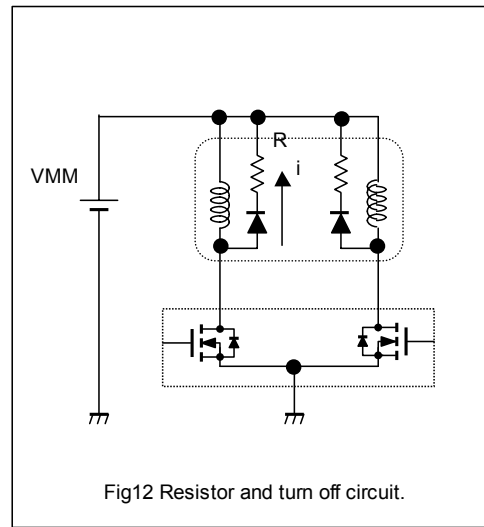 R
i
VMM
Fig12 Resistor and turn off circuit.